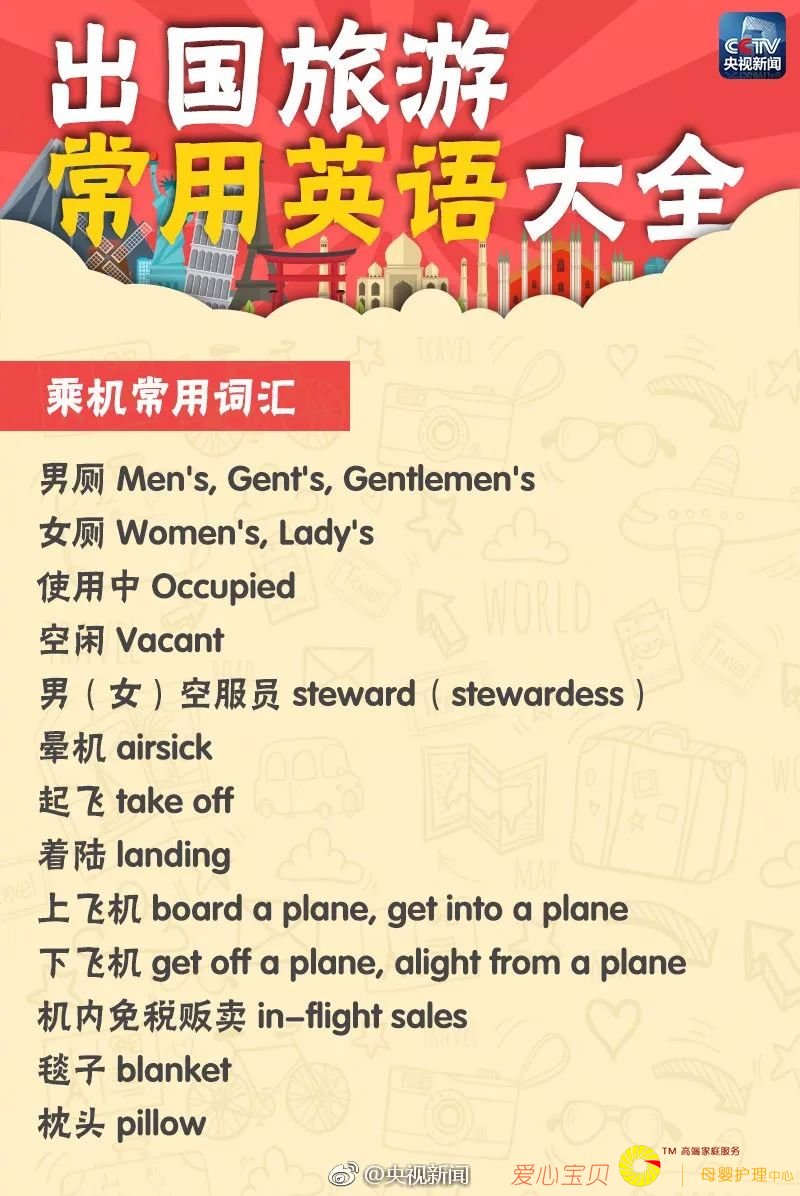 出国旅游
常用英语大全
CCTV
央视新闻
乘机常用词汇
男厕 Men's, Gent's, Gentlemen's
女厕 Women's, Lady's
使用中 Occupied
空闲 Vacant
男（女）空服员 steward（stewardess）
晕机 airsick
起飞 take off
着陆 landing
上飞机 board a plane, get into a plane
下飞机 get off a plane, alight from a plane
机内免税贩卖 in-flight sales
毯子 blanket
枕头 pillow
TRAVEL
WORLD
Travel
Travel
MAP
@央视新闻
爱心宝贝
TM 高端家庭服务
母婴护理中心